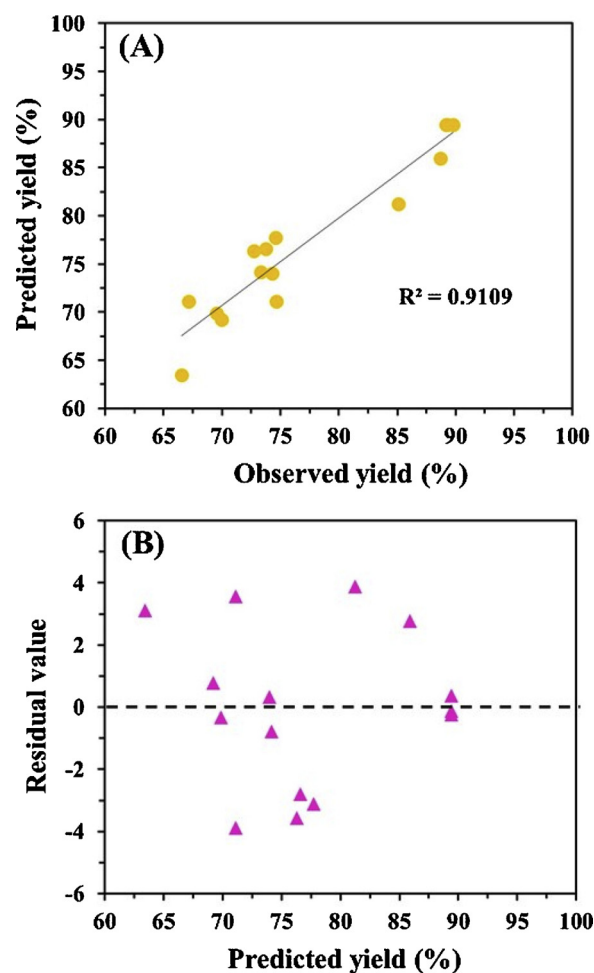 (A)
Predicted yield (%)
100
95
90
85
80
75
70
65
60
R² = 0.9109
60 65 70 75 80 85 90 95 100
Observed yield (%)
(B)
Residual value
6
4
2
0
-2
-4
-6
60 65 70 75 80 85 90 95 100
Predicted yield (%)